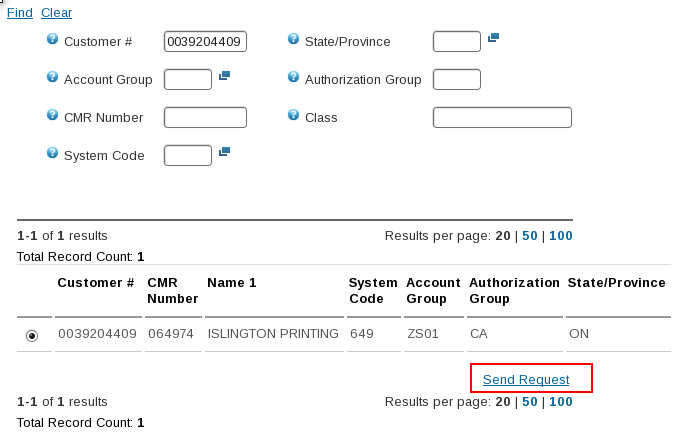 Find Clear
Customer # 0039204409 State/Province
Account Group Authorization Group
CMR Number Class
System Code
1-1 of 1 results Results per page: 20 | 50 | 100
Total Record Count: 1
Customer # CMR Number Name 1 System Code Account Group Authorization Group State/Province
0039204409 064974 ISLINGTON PRINTING 649 ZS01 CA ON
Send Request
1-1 of 1 results Results per page: 20 | 50 | 100
Total Record Count: 1